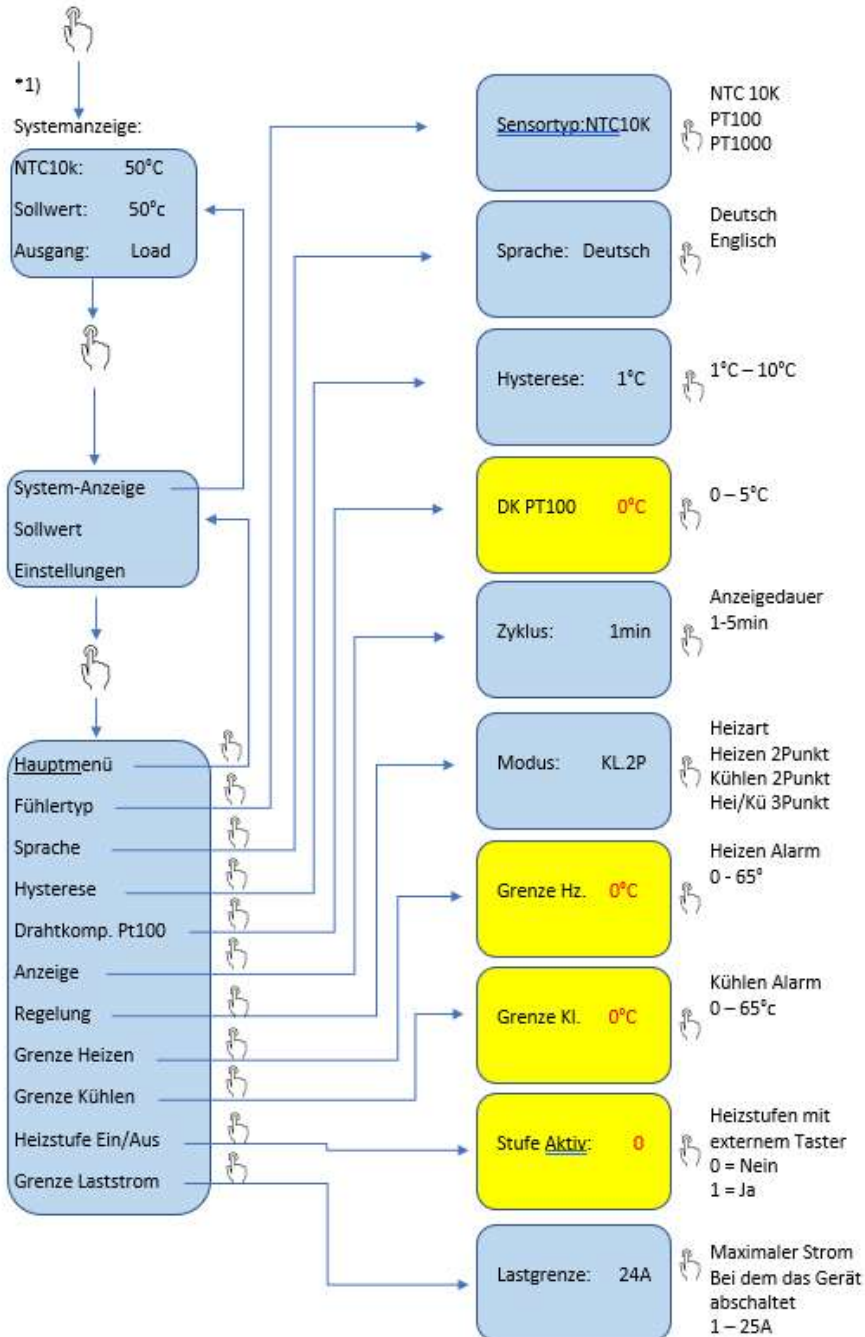 *1)
Systemanzeige:
NTC10k: 50°C
Sollwert: 50°c
Ausgang: Load
System-Anzeige
Sollwert
Einstellungen
Hauptmenü
Fühlertyp
Sprache
Hysterese
Drahtkomp. Pt100
Anzeige
Regelung
Grenze Heizen
Grenze Kühlen
Heizstufe Ein/Aus
Grenze Laststrom
Sensortyp:NTC10K
NTC 10K
PT100
PT1000
Sprache: Deutsch
Deutsch
Englisch
Hysterese: 1°C
1°C – 10°C
DK PT100 0°C
0 – 5°C
Zyklus: 1min
Anzeigedauer
1-5min
Modus: KL.2P
Heizart
Heizen 2Punkt
Kühlen 2Punkt
Hei/Kü 3Punkt
Grenze Hz. 0°C
Heizen Alarm
0 - 65°
Grenze Kl. 0°C
Kühlen Alarm
0 – 65°c
Stufe Aktiv: 0
Heizstufen mit
externem Taster
0 = Nein
1 = Ja
Lastgrenze: 24A
Maximaler Strom
Bei dem das Gerät
abschaltet
1 – 25A